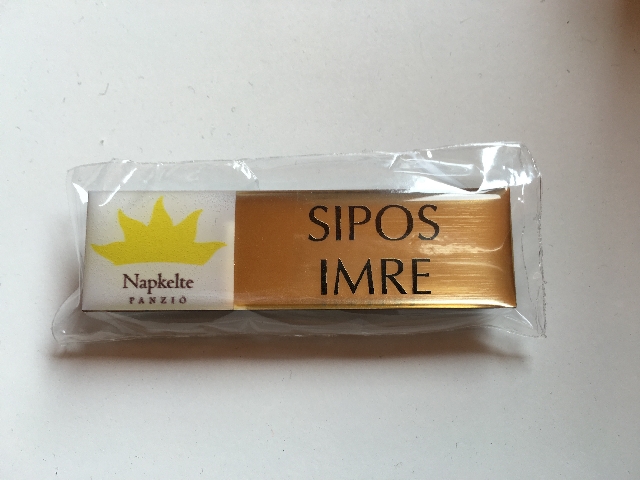 Napkelte
PANZIÓ
SIPOS
IMRE